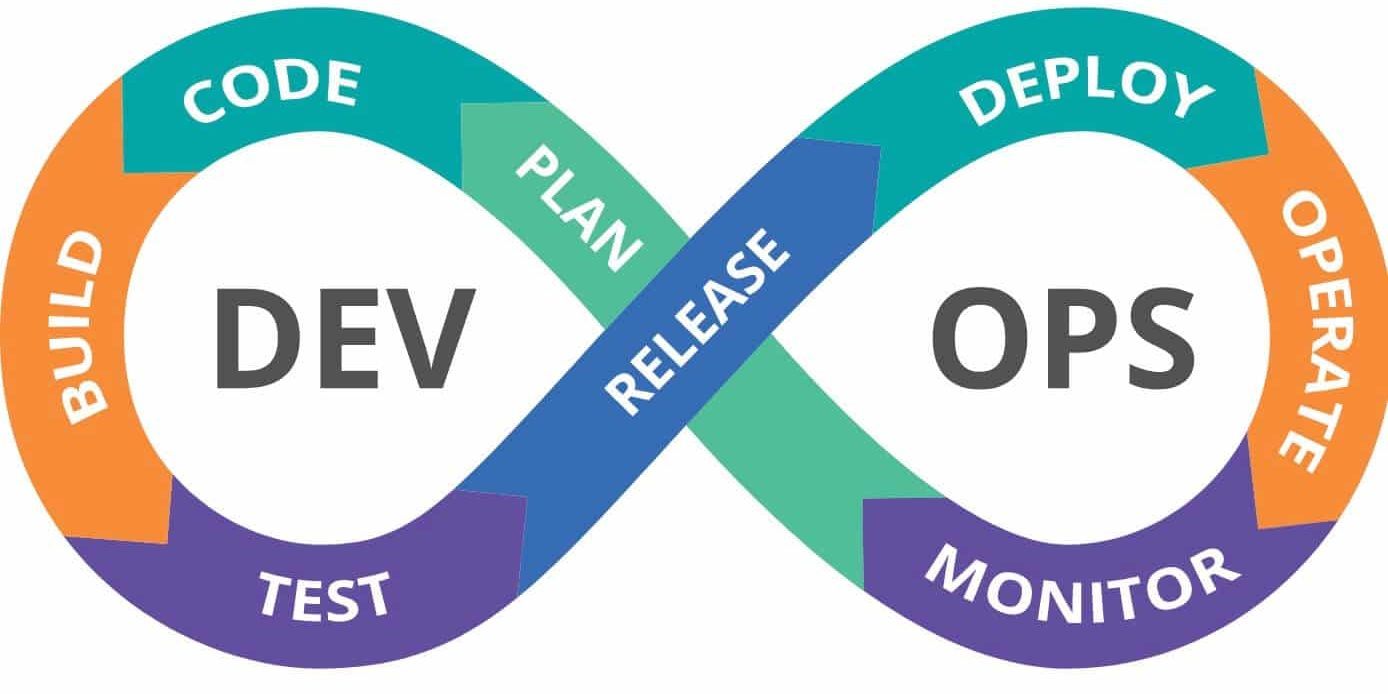 CODE
PLAN
DEPLOY
BUILD
DEV
RELEASE
OPS
OPERATE
TEST
MONITOR